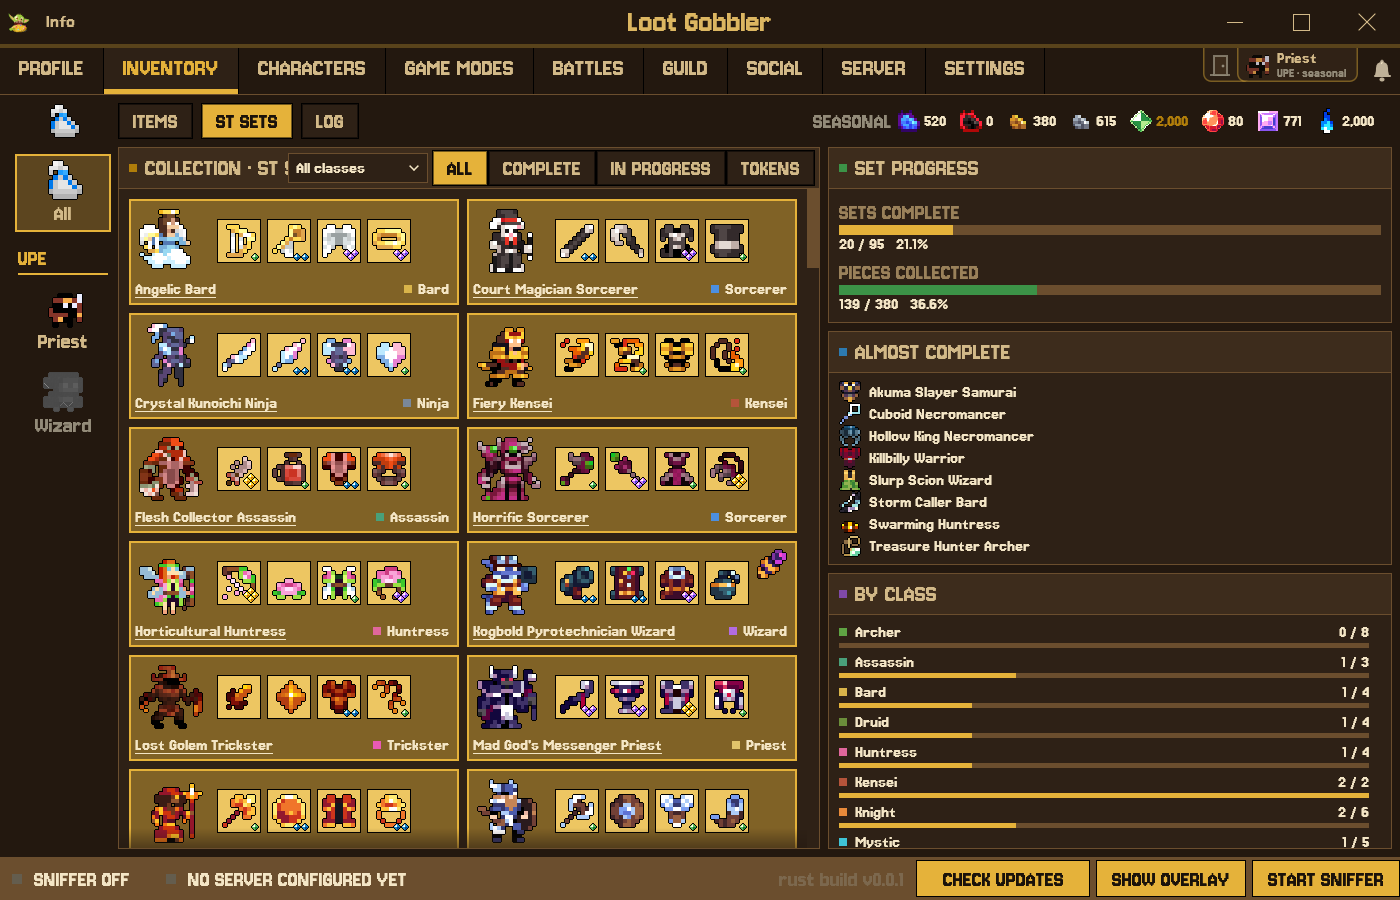 Info
Loot Gobbler
PROFILE
INVENTORY
CHARACTERS
GAME MODES
BATTLES
GUILD
SOCIAL
SERVER
SETTINGS
Priest
UPE · seasonal
ITEMS
ST SETS
LOG
SEASONAL 520 0 380 615 2,000 80 771 2,000
All
UPE
Priest
Wizard
COLLECTION · ST
All classes
ALL
COMPLETE
IN PROGRESS
TOKENS
Angelic Bard
Bard
Court Magician Sorcerer
Sorcerer
Crystal Kunoichi Ninja
Ninja
Fiery Kensei
Kensei
Flesh Collector Assassin
Assassin
Horrific Sorcerer
Sorcerer
Horticultural Huntress
Huntress
Kogbold Pyrotechnician Wizard
Wizard
Lost Golem Trickster
Trickster
Mad God's Messenger Priest
Priest
SET PROGRESS
SETS COMPLETE
20 / 95 21.1%
PIECES COLLECTED
139 / 380 36.6%
ALMOST COMPLETE
Akuma Slayer Samurai
Cuboid Necromancer
Hollow King Necromancer
Killbilly Warrior
Slurp Scion Wizard
Storm Caller Bard
Swarming Huntress
Treasure Hunter Archer
BY CLASS
Archer 0 / 8
Assassin 1 / 3
Bard 1 / 4
Druid 1 / 4
Huntress 1 / 4
Kensei 2 / 2
Knight 2 / 6
Mystic 1 / 5
SNIFFER OFF
NO SERVER CONFIGURED YET
rust build v0.0.1
CHECK UPDATES
SHOW OVERLAY
START SNIFFER